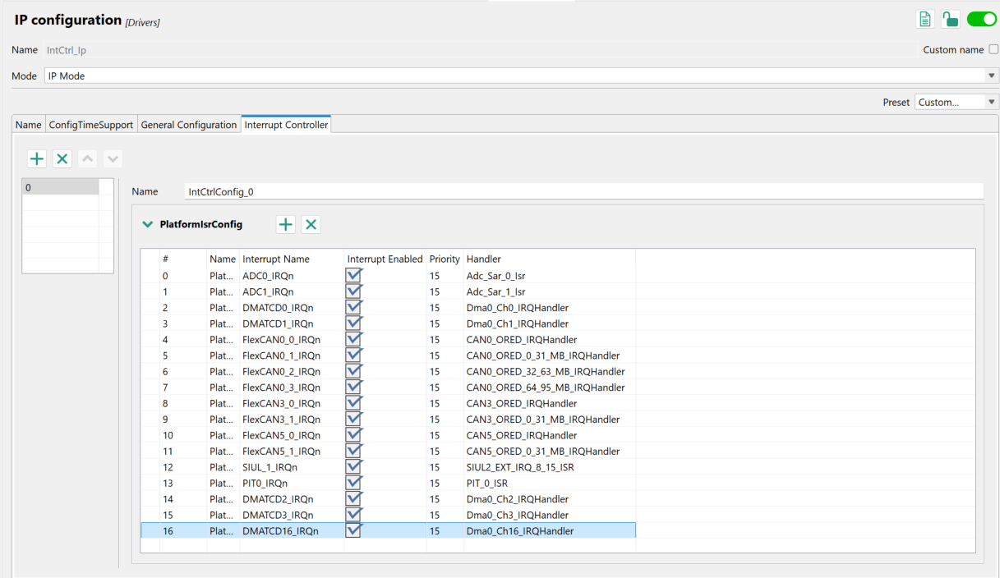 IP configuration [Drivers]
Name IntCtrl_Ip Custom name
Mode IP Mode
Preset Custom...
Name ConfigTimeSupport General Configuration Interrupt Controller
0
Name IntCtrlConfig_0
PlatformIsrConfig
# Name Interrupt Name Interrupt Enabled Priority Handler
0 Plat... ADC0_IRQn 15 Adc_Sar_0_Isr
1 Plat... ADC1_IRQn 15 Adc_Sar_1_Isr
2 Plat... DMATCD0_IRQn 15 Dma0_Ch0_IRQHandler
3 Plat... DMATCD1_IRQn 15 Dma0_Ch1_IRQHandler
4 Plat... FlexCAN0_0_IRQn 15 CAN0_ORED_IRQHandler
5 Plat... FlexCAN0_1_IRQn 15 CAN0_ORED_0_31_MB_IRQHandler
6 Plat... FlexCAN0_2_IRQn 15 CAN0_ORED_32_63_MB_IRQHandler
7 Plat... FlexCAN0_3_IRQn 15 CAN0_ORED_64_95_MB_IRQHandler
8 Plat... FlexCAN3_0_IRQn 15 CAN3_ORED_IRQHandler
9 Plat... FlexCAN3_1_IRQn 15 CAN3_ORED_0_31_MB_IRQHandler
10 Plat... FlexCAN5_0_IRQn 15 CAN5_ORED_IRQHandler
11 Plat... FlexCAN5_1_IRQn 15 CAN5_ORED_0_31_MB_IRQHandler
12 Plat... SIUL_1_IRQn 15 SIUL2_EXT_IRQ_8_15_ISR
13 Plat... PIT0_IRQn 15 PIT_0_ISR
14 Plat... DMATCD2_IRQn 15 Dma0_Ch2_IRQHandler
15 Plat... DMATCD3_IRQn 15 Dma0_Ch3_IRQHandler
16 Plat... DMATCD16_IRQn 15 Dma0_Ch16_IRQHandler